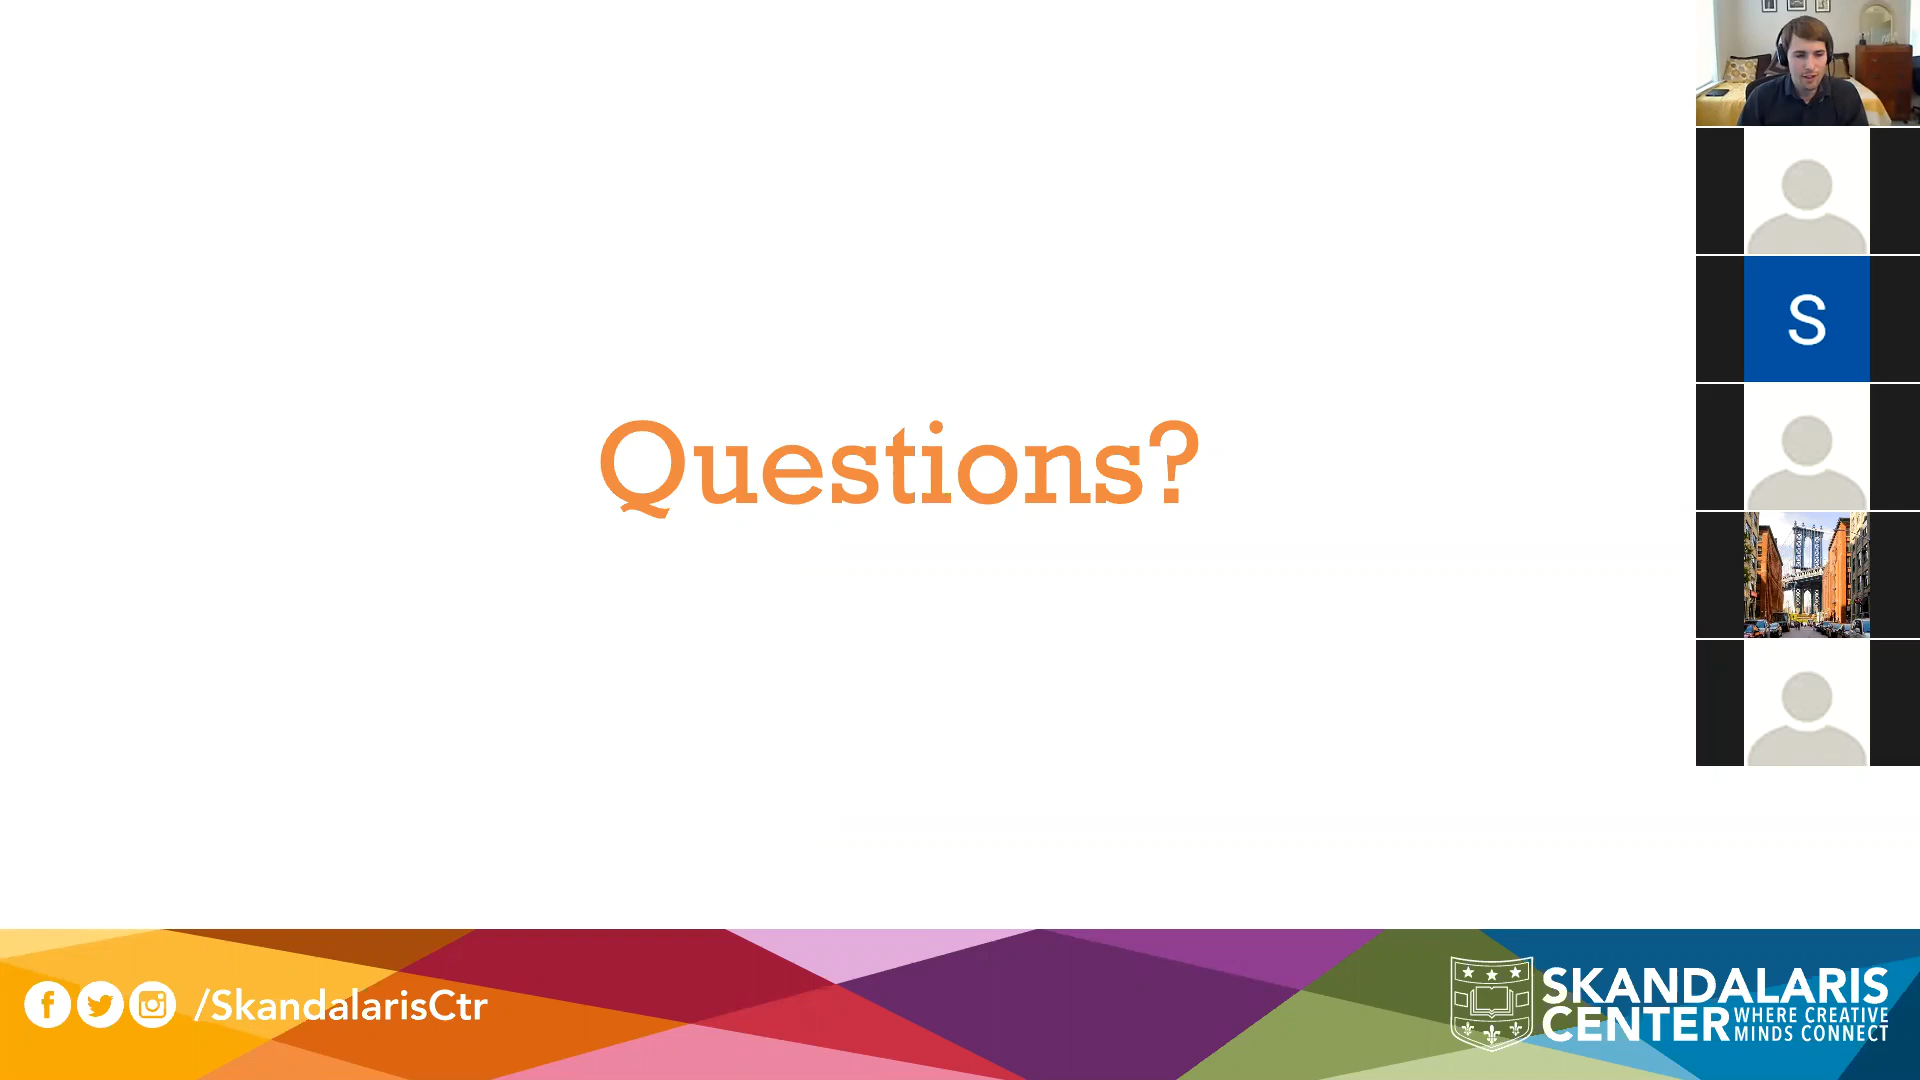 Questions?
S
/SkandalarisCtr
SKANDALARIS
CENTER WHERE CREATIVE
MINDS CONNECT